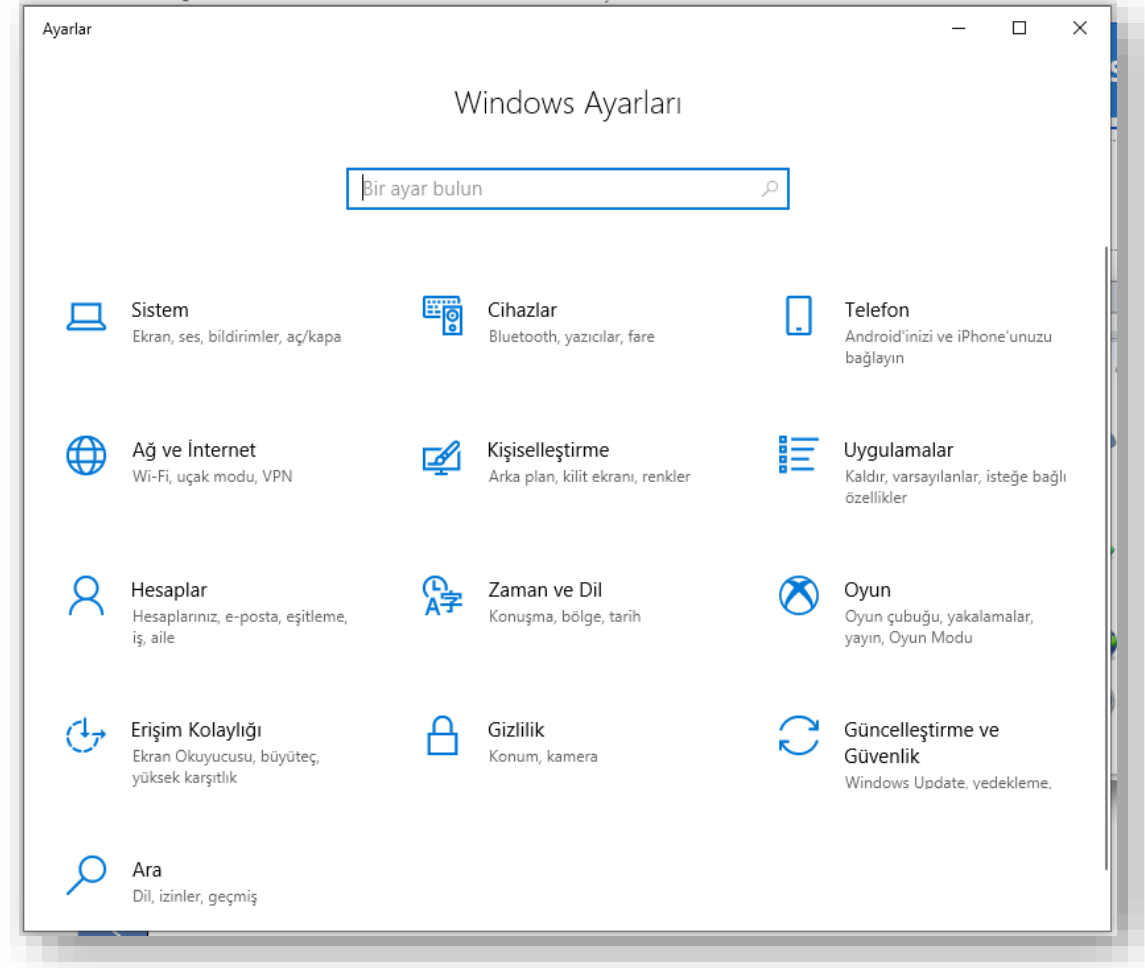 Ayarlar
Windows Ayarları
Bir ayar bulun
Sistem
Ekran, ses, bildirimler, aç/kapa
Cihazlar
Bluetooth, yazıcılar, fare
Telefon
Android'inizi ve iPhone'unuzu
bağlayın
Ağ ve İnternet
Wi-Fi, uçak modu, VPN
Kişiselleştirme
Arka plan, kilit ekranı, renkler
Uygulamalar
Kaldır, varsayılanlar, isteğe bağlı
özellikler
Hesaplar
Hesaplarınız, e-posta, eşitleme,
iş, aile
Zaman ve Dil
Konuşma, bölge, tarih
Oyun
Oyun çubuğu, yakalamalar,
yayın, Oyun Modu
Erişim Kolaylığı
Ekran Okuyucusu, büyüteç,
yüksek karşıtlık
Gizlilik
Konum, kamera
Güncelleştirme ve
Güvenlik
Windows Update, yedekleme,
Ara
Dil, izinler, geçmiş